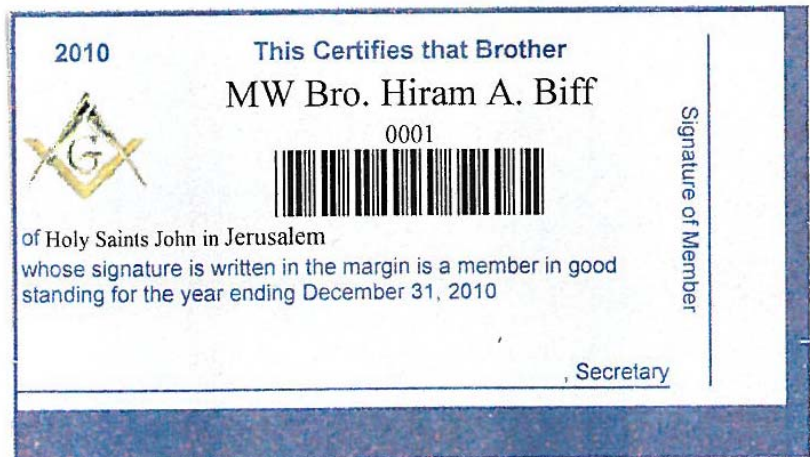 2010
This Certifies that Brother
MW Bro. Hiram A. Biff
0001
G
of Holy Saints John in Jerusalem
whose signature is written in the margin is a member in good
standing for the year ending December 31, 2010
, Secretary
Signature of Member